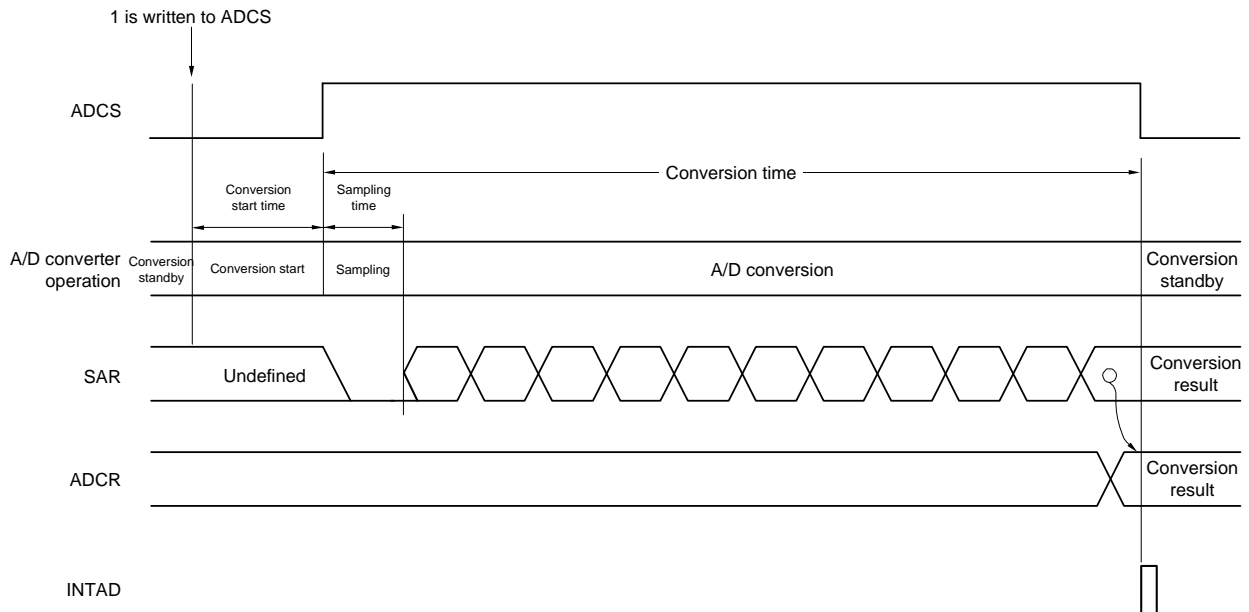 1 is written to ADCS
ADCS
Conversion time
Conversion
start time
Sampling
time
A/D converter
operation
Conversion
standby
Conversion start
Sampling
A/D conversion
Conversion
standby
SAR
Undefined
Conversion
result
ADCR
Conversion
result
INTAD